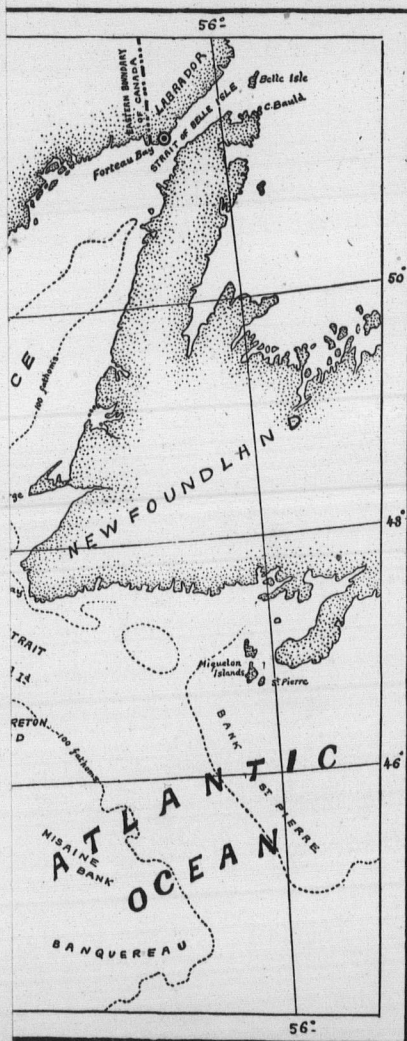 56°
EASTERN BOUNDARY
OF CANADA
LABRADOR
Belle Isle
C. Bauld
STRAIT OF BELLE ISLE
Forteau Bay
50°
CE
100 fathoms
NEWFOUNDLAND
48°
TRAIT
Miquelon
Islands
St Pierre
RETON
D
100 fathoms
BANK
ST PIERRE
46°
ATLANTIC
OCEAN
MISAINE
BANK
BANQUEREAU
56°